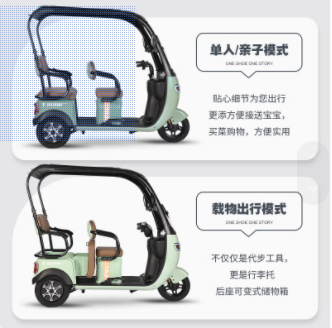 单人/亲子模式
ONE SHOE ONE STORY
贴心细节为您出行
更添方便接送宝宝，
买菜购物，方便实用
载物出行模式
ONE SHOE ONE STORY
不仅仅是代步工具，
更是行李托
后座可变式储物箱